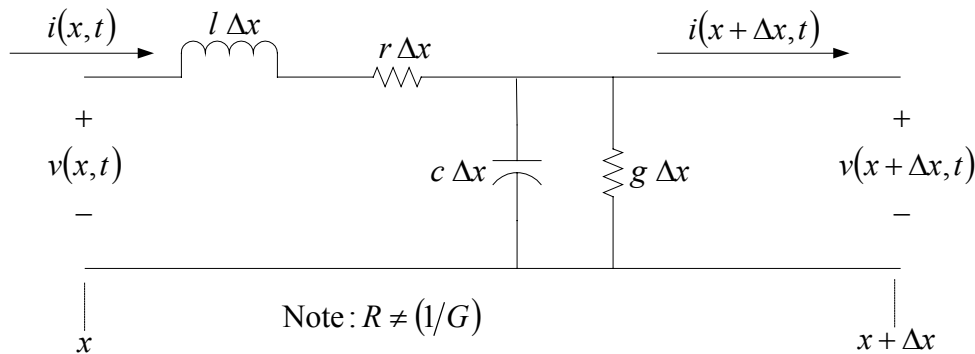 i(x,t)
l Δx
r Δx
i(x + Δx,t)
+
v(x,t)
−
c Δx
g Δx
+
v(x + Δx,t)
−
Note : R ≠ (1/G)
x
x + Δx